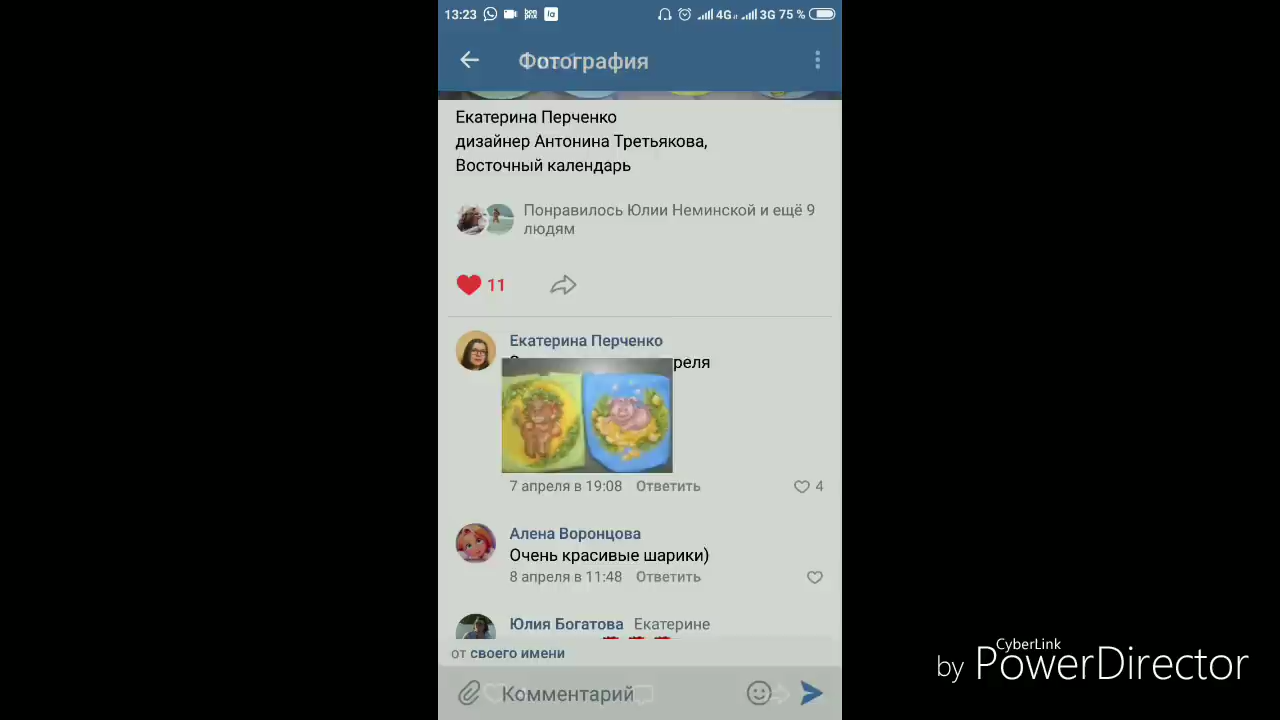 13:23
4G 3G 75 %
Фотография
Екатерина Перченко
дизайнер Антонина Третьякова,
Восточный календарь
Понравилось Юлии Неминской и ещё 9
людям
11
Екатерина Перченко
реля
7 апреля в 19:08 Ответить 4
Алена Воронцова
Очень красивые шарики)
8 апреля в 11:48 Ответить
Юлия Богатова Екатерине
от своего имени
Комментарий
CyberLink
by PowerDirector